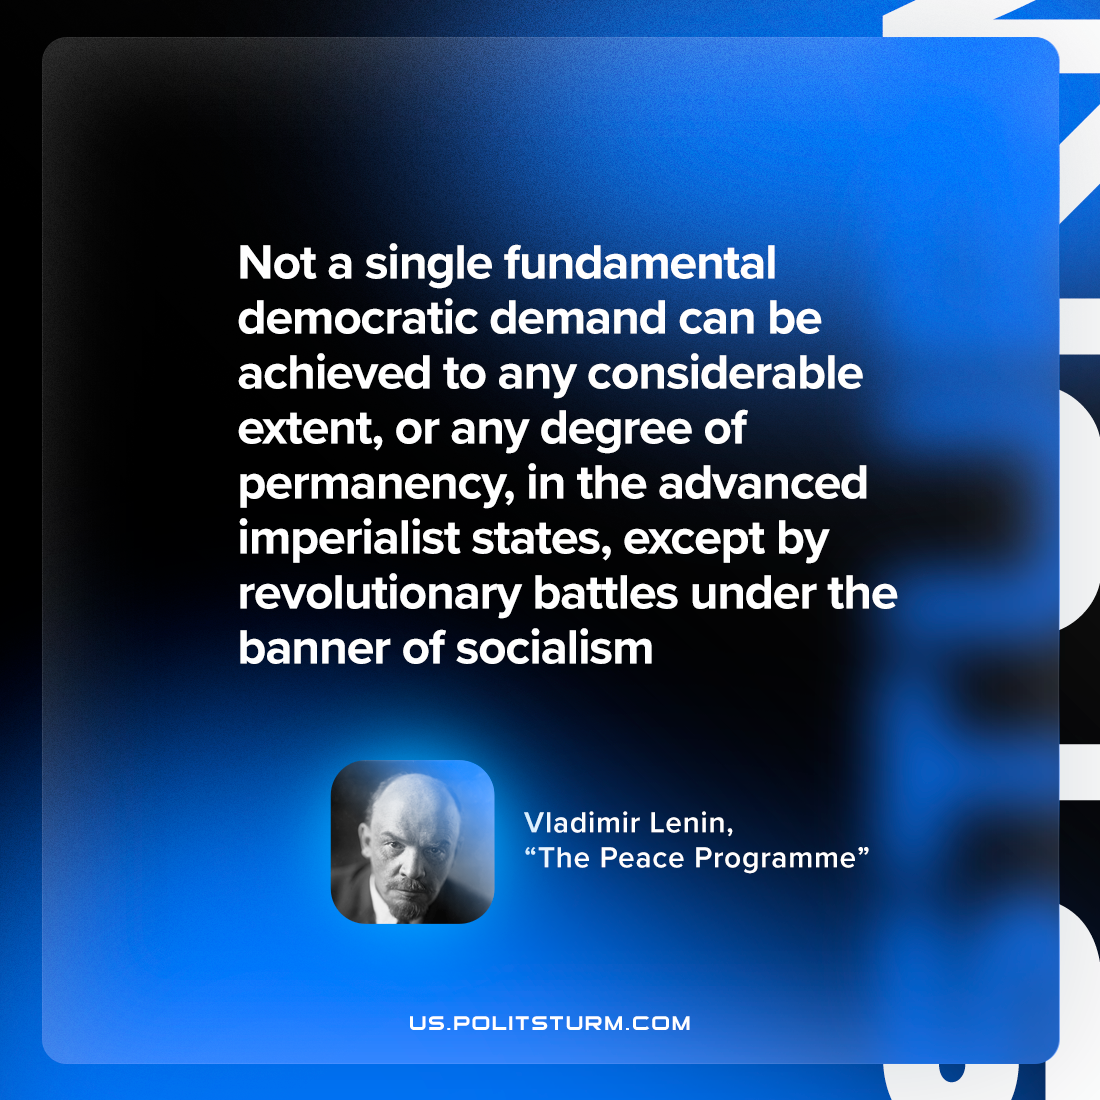 Not a single fundamental
democratic demand can be
achieved to any considerable
extent, or any degree of
permanency, in the advanced
imperialist states, except by
revolutionary battles under the
banner of socialism
Vladimir Lenin,
“The Peace Programme”
US.POLITSTURM.COM